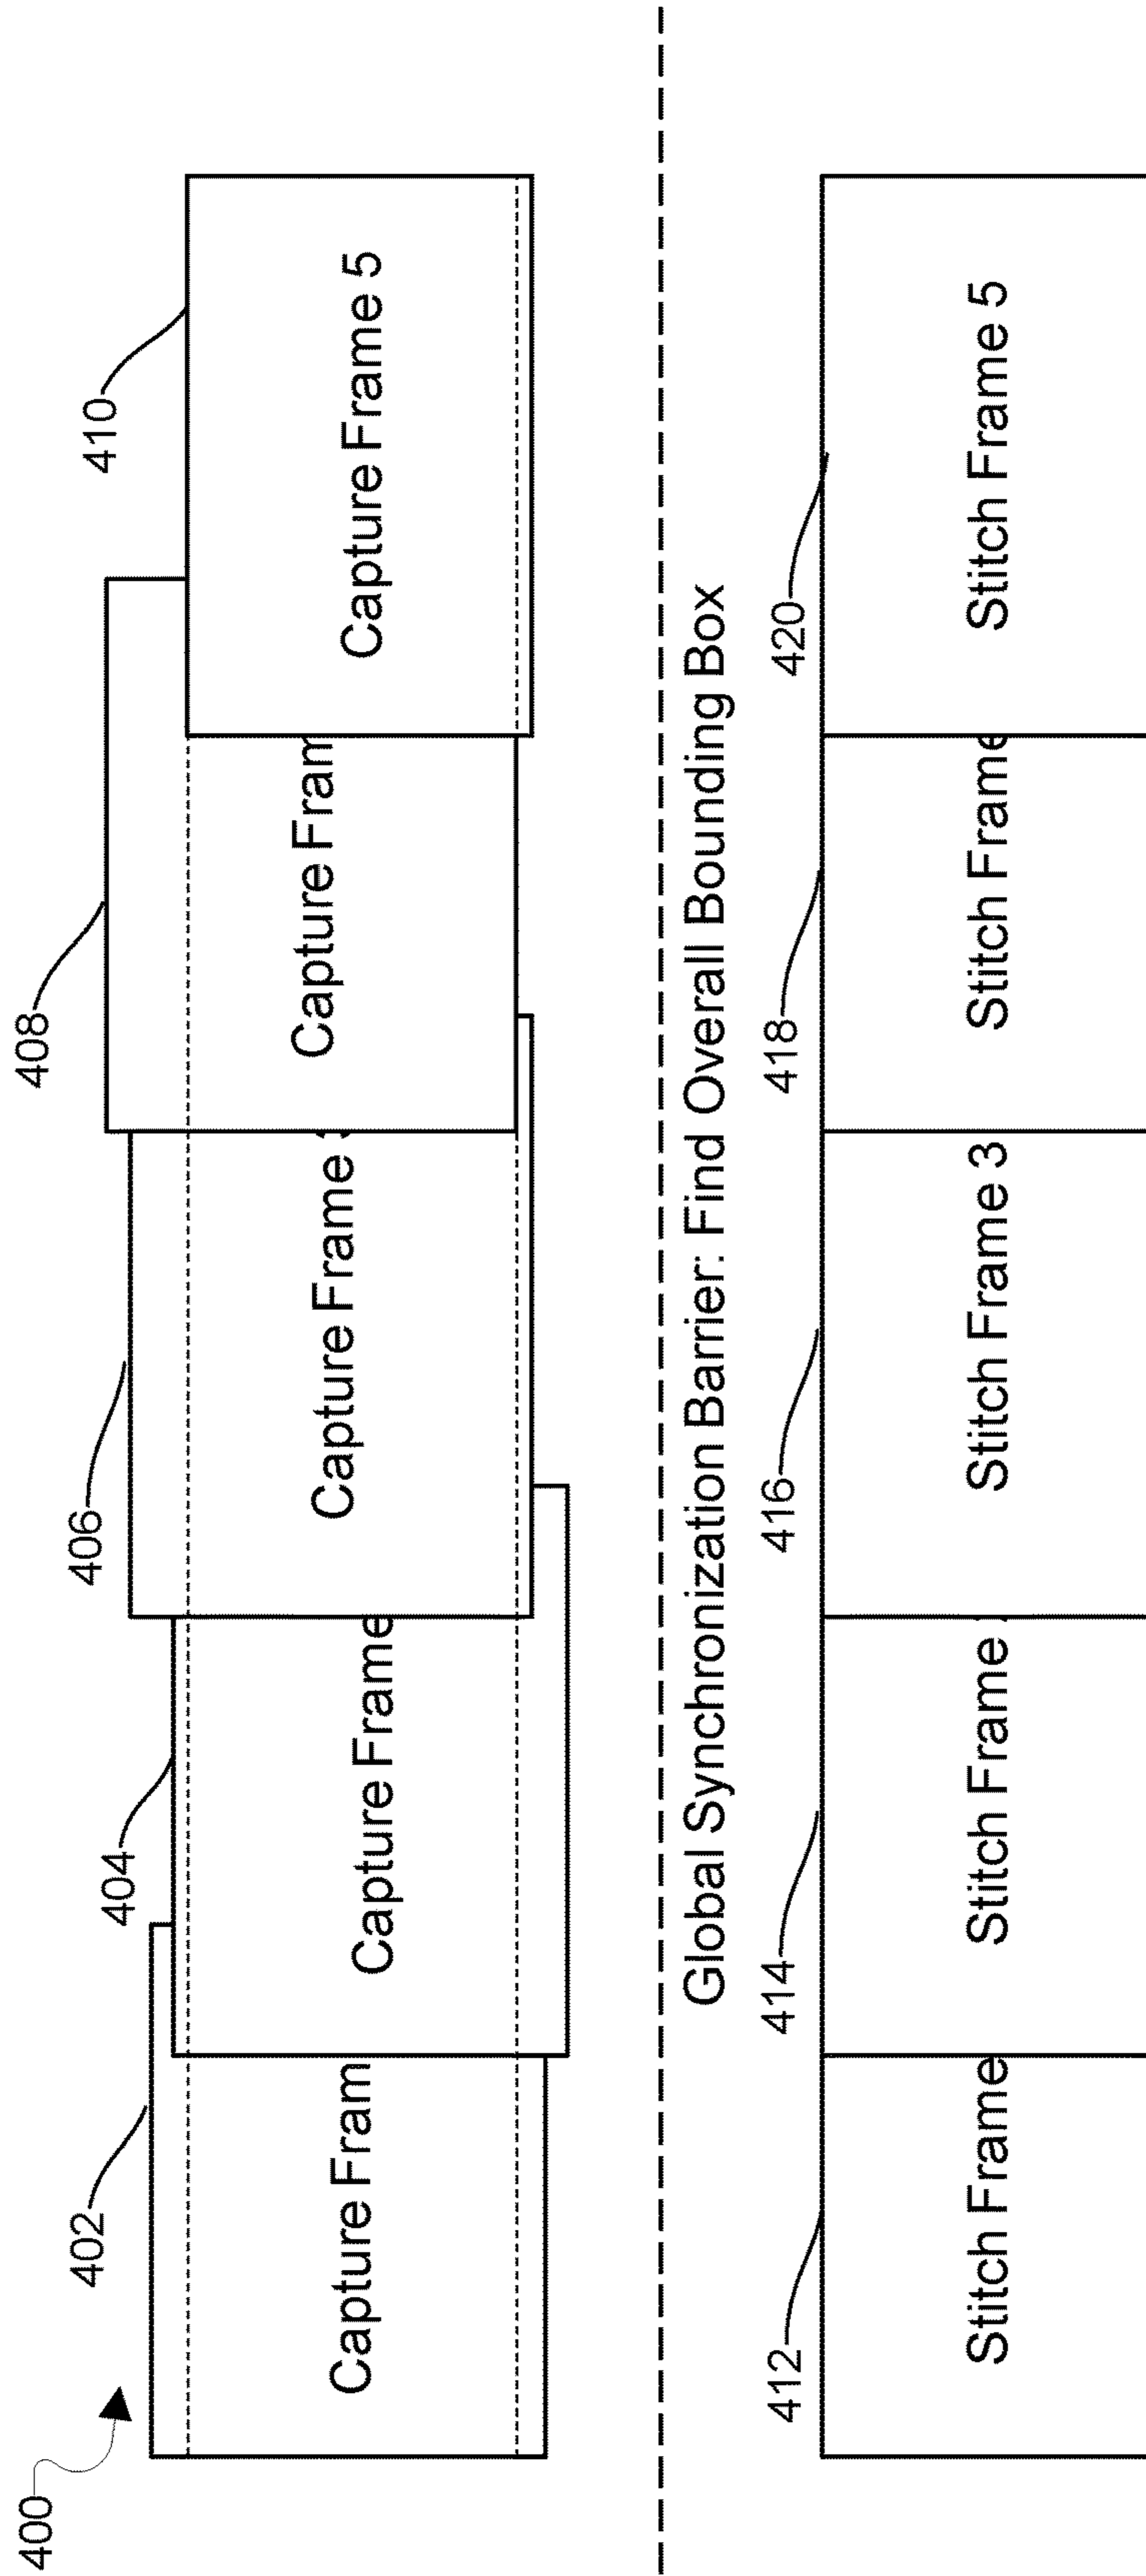 400
402
404
406
408
410
Capture Fram
Capture Frame
Capture Frame
Capture Fram
Capture Frame 5
Global Synchronization Barrier: Find Overall Bounding Box
412
414
416
418
420
Stitch Frame
Stitch Frame
Stitch Frame 3
Stitch Frame
Stitch Frame 5